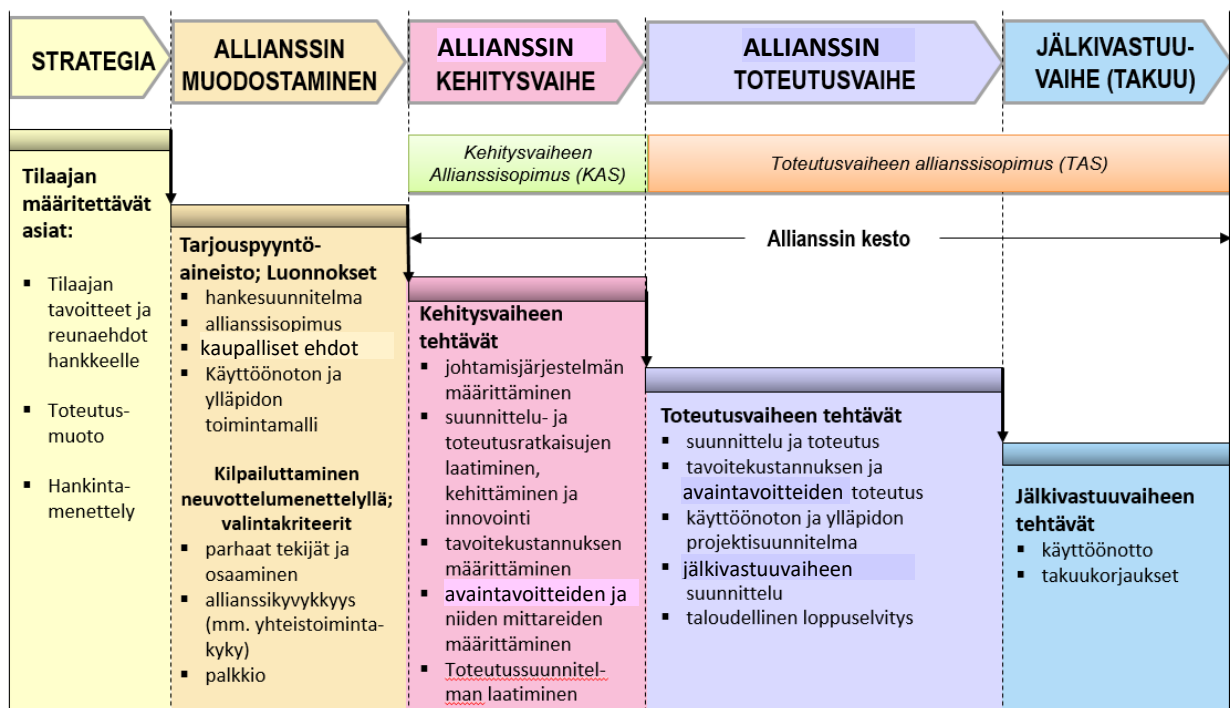 STRATEGIA
ALLIANSSIN
MUODOSTAMINEN
ALLIANSSIN
KEHITYSVAIHE
ALLIANSSIN
TOTEUTUSVAIHE
JÄLKIVASTUU-
VAIHE (TAKUU)
Kehitysvaiheen
Allianssisopimus (KAS)
Toteutusvaiheen allianssisopimus (TAS)
Allianssin kesto
Tilaajan
määritettävät
asiat:
▪ Tilaajan
tavoitteet ja
reunaehdot
hankkeelle
▪ Toteutus-
muoto
▪ Hankinta-
menettely
Tarjouspyyntö-
aineisto; Luonnokset
▪ hankesuunnitelma
▪ allianssisopimus
▪ kaupalliset ehdot
▪ Käyttöönoton ja
ylläpidon
toimintamalli
Kilpailuttaminen
neuvottelumenettelyllä;
valintakriteerit
▪ parhaat tekijät ja
osaaminen
▪ allianssikyvykkyys
(mm. yhteistoiminta-
kyky)
▪ palkkio
Kehitysvaiheen
tehtävät
▪ johtamisjärjestelmän
määrittäminen
▪ suunnittelu- ja
toteutusratkaisujen
laatiminen,
kehittäminen ja
innovointi
▪ tavoitekustannuksen
määrittäminen
▪ avaintavoitteiden ja
niiden mittareiden
määrittäminen
▪ Toteutussuunnitel-
man laatiminen
Toteutusvaiheen tehtävät
▪ suunnittelu ja toteutus
▪ tavoitekustannuksen ja
avaintavoitteiden toteutus
▪ käyttöönoton ja ylläpidon
projektisuunnitelma
▪ jälkivastuuvaiheen
suunnittelu
▪ taloudellinen loppuselvitys
Jälkivastuuvaiheen
tehtävät
▪ käyttöönotto
▪ takuukorjaukset